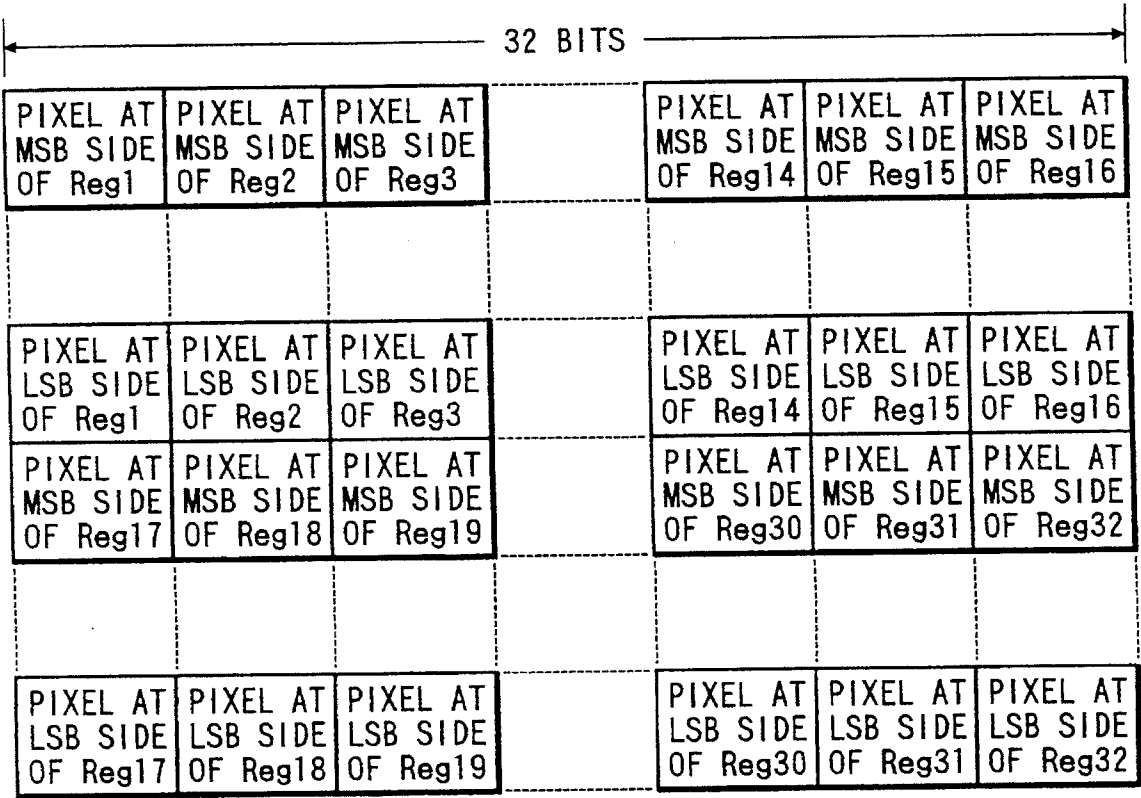 32 BITS
PIXEL AT MSB SIDE OF Reg1
PIXEL AT MSB SIDE OF Reg2
PIXEL AT MSB SIDE OF Reg3
PIXEL AT MSB SIDE OF Reg14
PIXEL AT MSB SIDE OF Reg15
PIXEL AT MSB SIDE OF Reg16
PIXEL AT LSB SIDE OF Reg1
PIXEL AT LSB SIDE OF Reg2
PIXEL AT LSB SIDE OF Reg3
PIXEL AT LSB SIDE OF Reg14
PIXEL AT LSB SIDE OF Reg15
PIXEL AT LSB SIDE OF Reg16
PIXEL AT MSB SIDE OF Reg17
PIXEL AT MSB SIDE OF Reg18
PIXEL AT MSB SIDE OF Reg19
PIXEL AT MSB SIDE OF Reg30
PIXEL AT MSB SIDE OF Reg31
PIXEL AT MSB SIDE OF Reg32
PIXEL AT LSB SIDE OF Reg17
PIXEL AT LSB SIDE OF Reg18
PIXEL AT LSB SIDE OF Reg19
PIXEL AT LSB SIDE OF Reg30
PIXEL AT LSB SIDE OF Reg31
PIXEL AT LSB SIDE OF Reg32